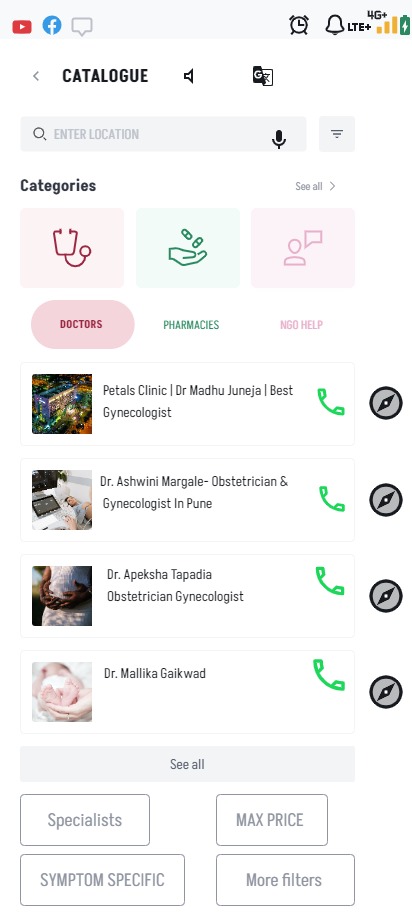 4G+
LTE+
CATALOGUE
G
ENTER LOCATION
Categories
See all
DOCTORS
PHARMACIES
NGO HELP
Petals Clinic | Dr Madhu Juneja | Best
Gynecologist
Dr. Ashwini Margale- Obstetrician &
Gynecologist In Pune
Dr. Apeksha Tapadia
Obstetrician Gynecologist
Dr. Mallika Gaikwad
See all
Specialists
MAX PRICE
SYMPTOM SPECIFIC
More filters